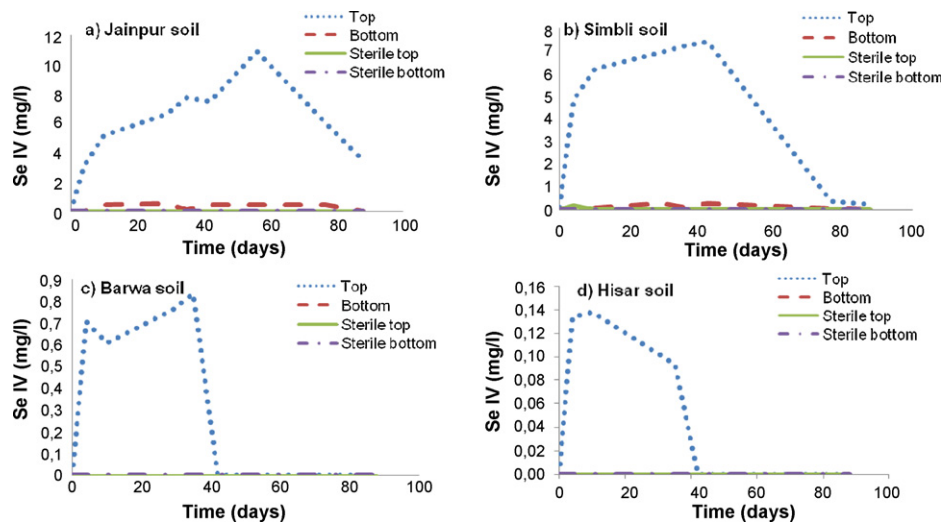 a) Jainpur soil
Top
Bottom
Sterile top
Sterile bottom
Se IV (mg/l)
12
10
8
6
4
2
0
0 20 40 60 80 100
Time (days)
b) Simbli soil
Top
Bottom
Sterile top
Sterile bottom
Se IV (mg/l)
8
7
6
5
4
3
2
1
0
0 20 40 60 80 100
Time (days)
c) Barwa soil
Top
Bottom
Sterile top
Sterile bottom
Se IV (mg/l)
0,9
0,8
0,7
0,6
0,5
0,4
0,3
0,2
0,1
0
0 20 40 60 80 100
Time (days)
d) Hisar soil
Top
Bottom
Sterile top
Sterile bottom
Se IV (mg/l)
0,16
0,14
0,12
0,10
0,08
0,06
0,04
0,02
0,00
0 20 40 60 80 100
Time (days)